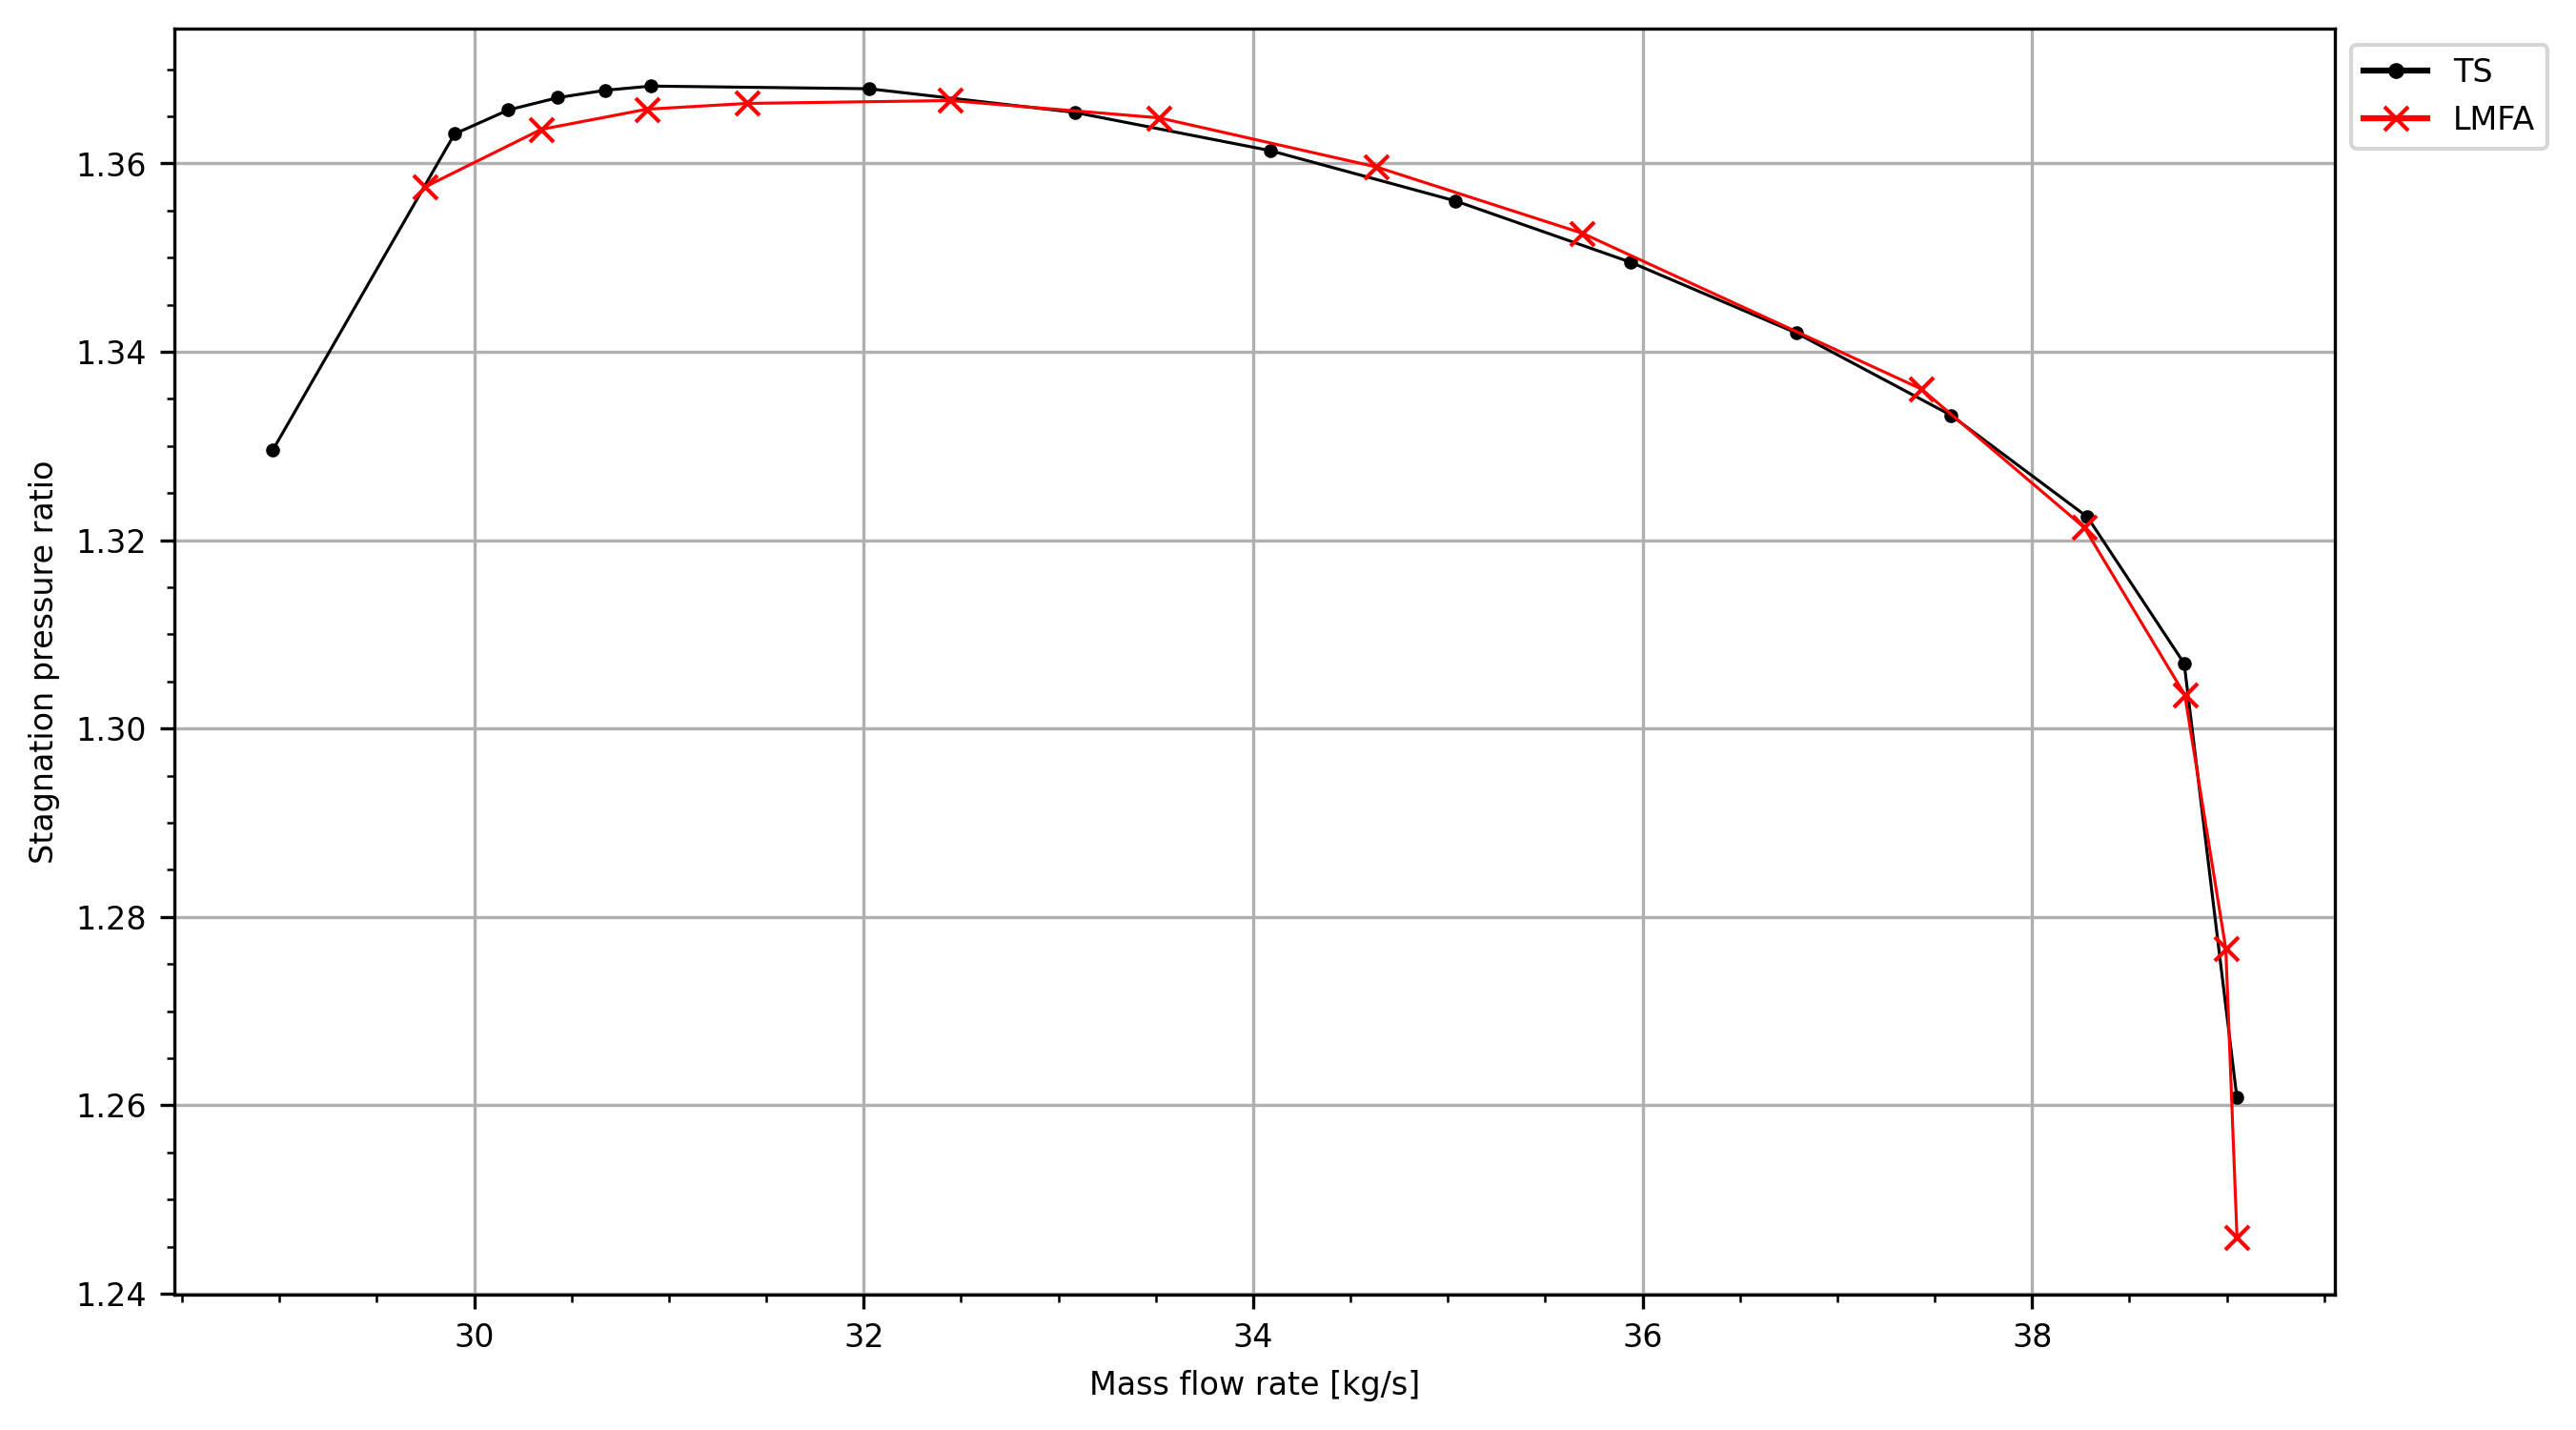 TS
LMFA
1.36
1.34
1.32
1.30
1.28
1.26
1.24
Stagnation pressure ratio
30 32 34 36 38
Mass flow rate [kg/s]